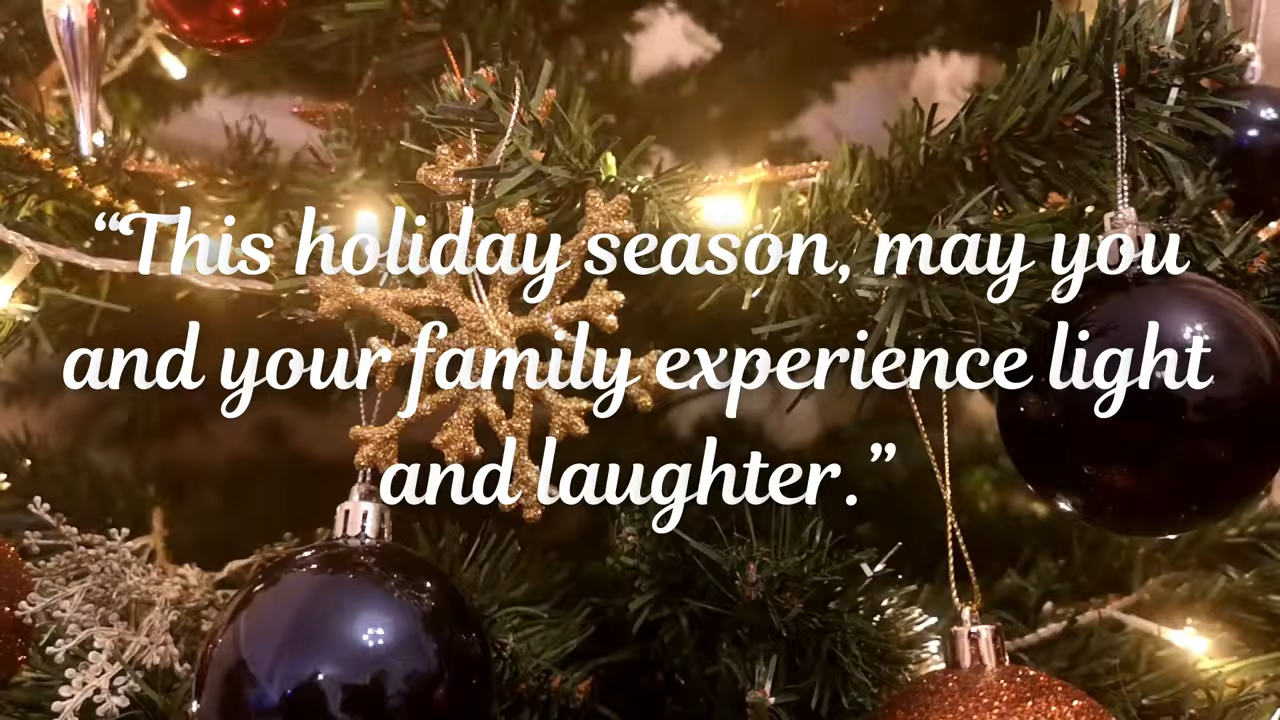 “This holiday season, may you
and your family experience light
and laughter.”